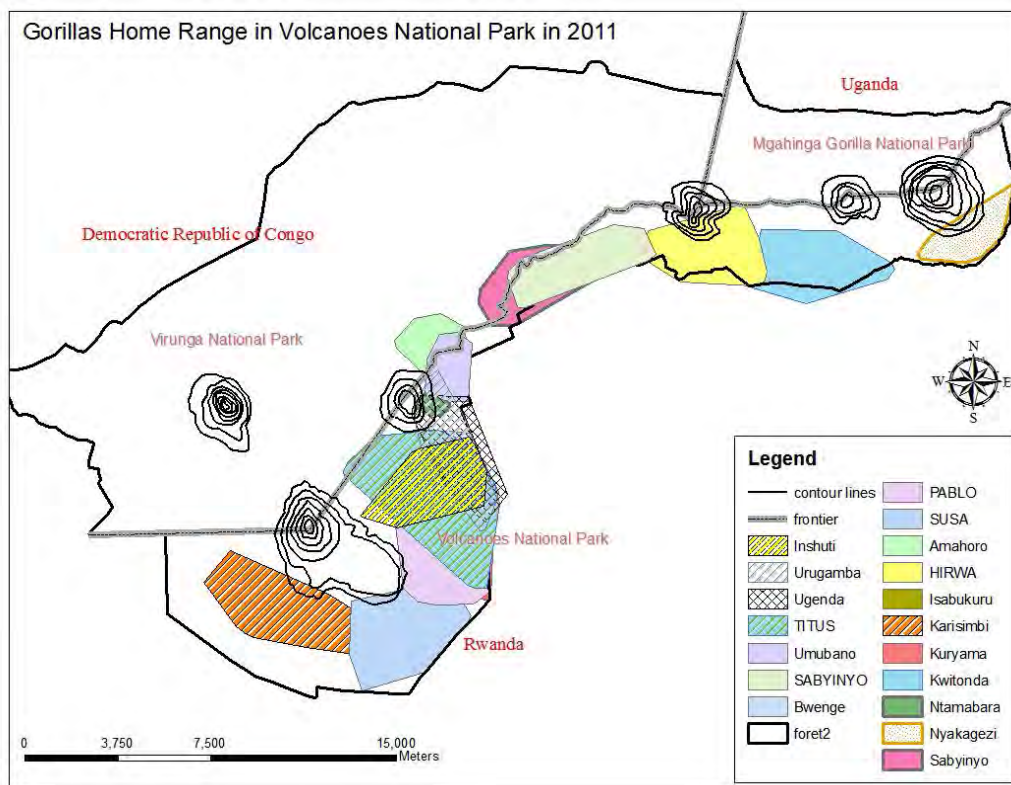 Gorillas Home Range in Volcanoes National Park in 2011
Uganda
Mgahinga Gorilla National Park
Democratic Republic of Congo
Virunga National Park
N
W E
S
Volcanoes National Park
Rwanda
0 3,750 7,500 15,000
Meters
Legend
contour lines
frontier
Inshuti
Urugamba
Ugenda
TITUS
Umubano
SABYINYO
Bwenge
foret2
PABLO
SUSA
Amahoro
HIRWA
Isabukuru
Karisimbi
Kuryama
Kwitonda
Ntamabara
Nyakagezi
Sabyinyo